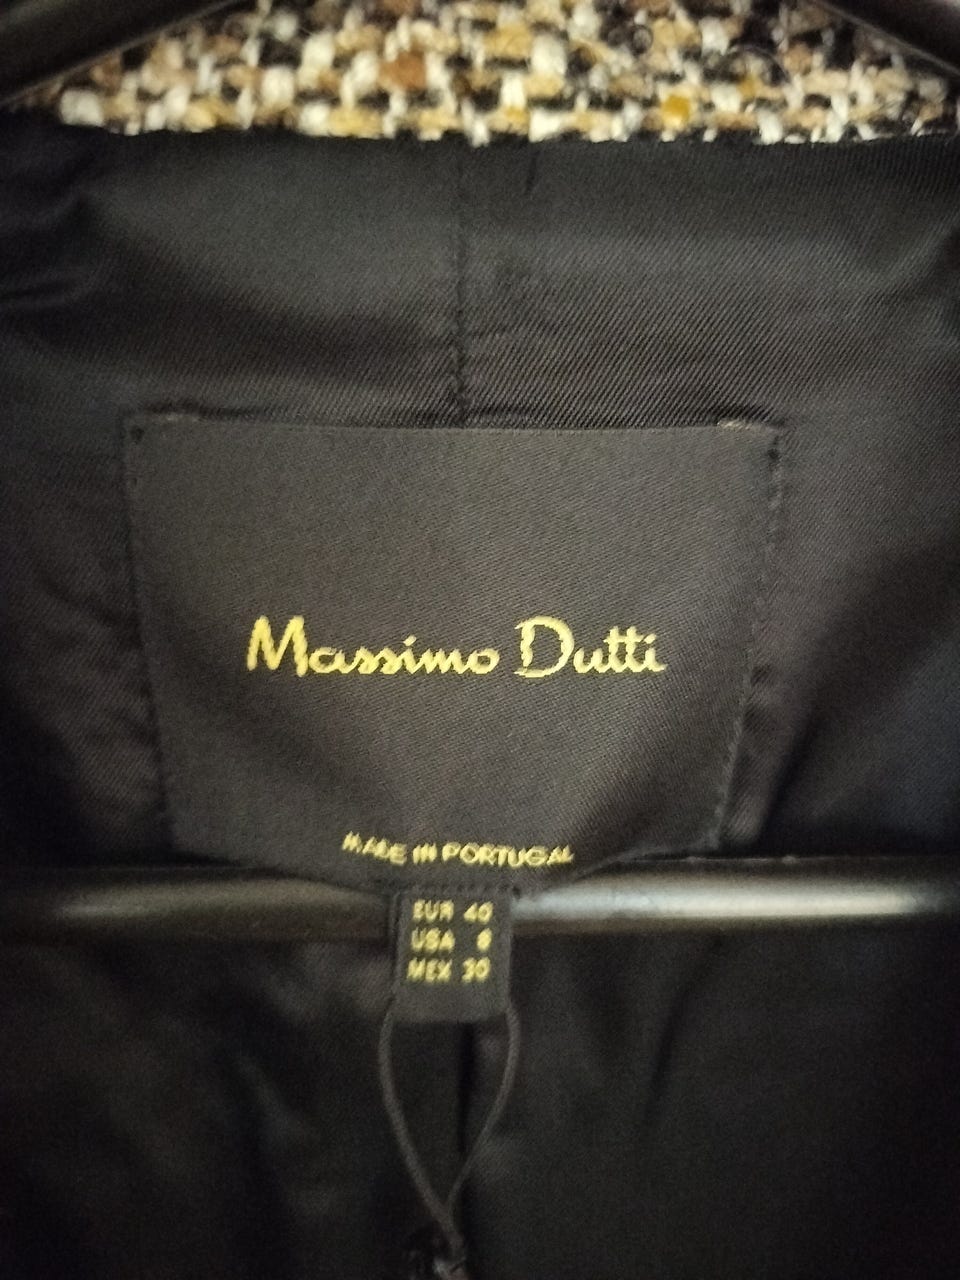 Massimo Dutti
MADE IN PORTUGAL
EUR 40
USA 8
MEX 30